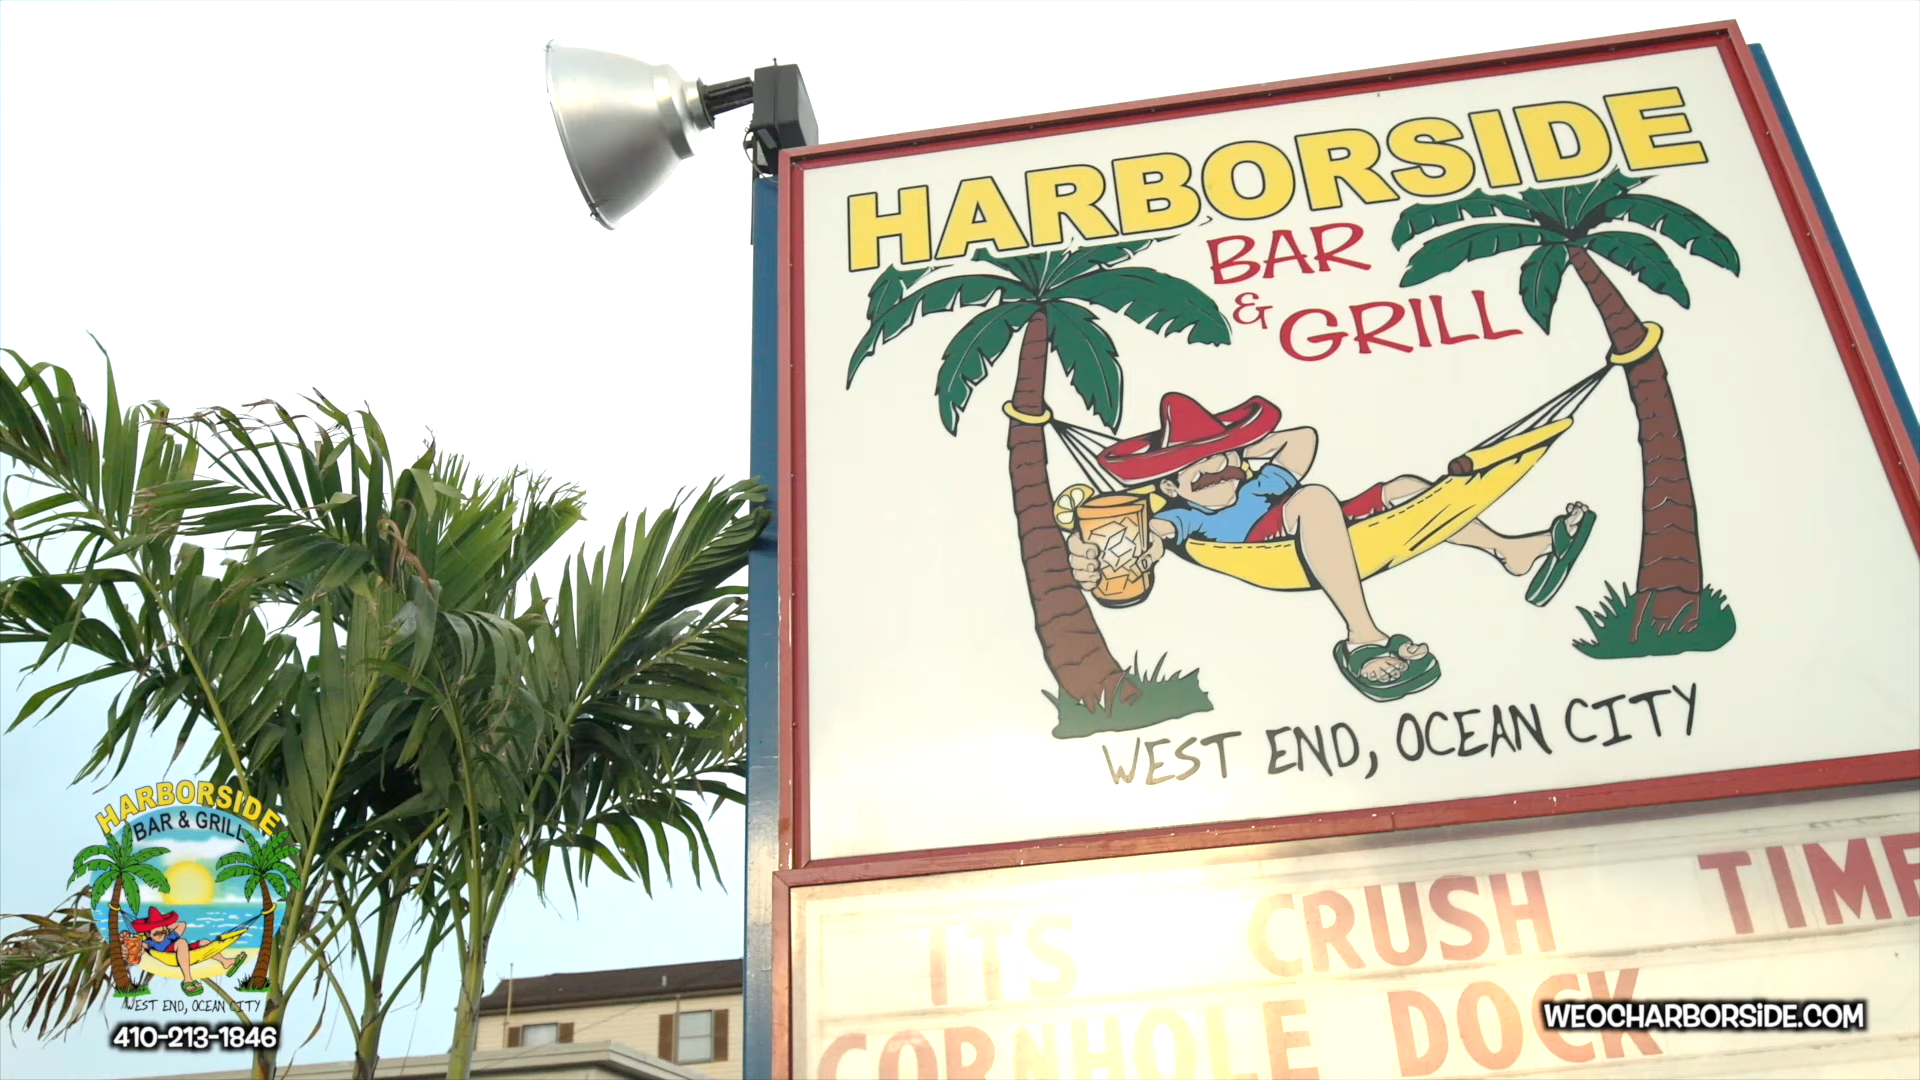 HARBORSIDE
BAR
& GRILL
WEST END, OCEAN CITY
ITS CRUSH TIME
CORNHOLE DOCK
HARBORSIDE
BAR & GRILL
WEST END, OCEAN CITY
410-213-1846
WEOCHARBORSIDE.COM